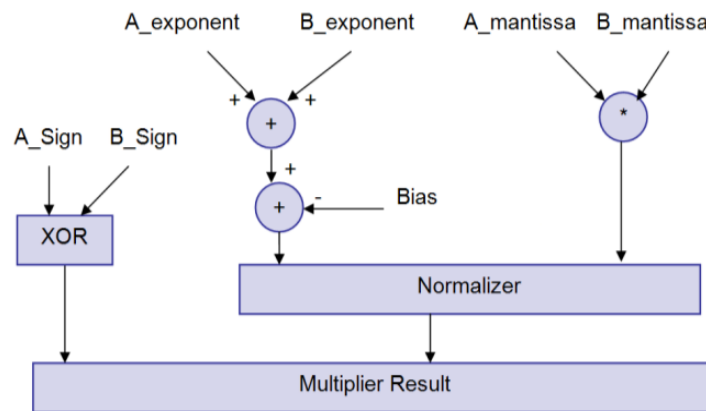 A_exponent B_exponent A_mantissa B_mantissa
+ +
+ *
A_Sign B_Sign
+
+ - Bias
XOR
Normalizer
Multiplier Result